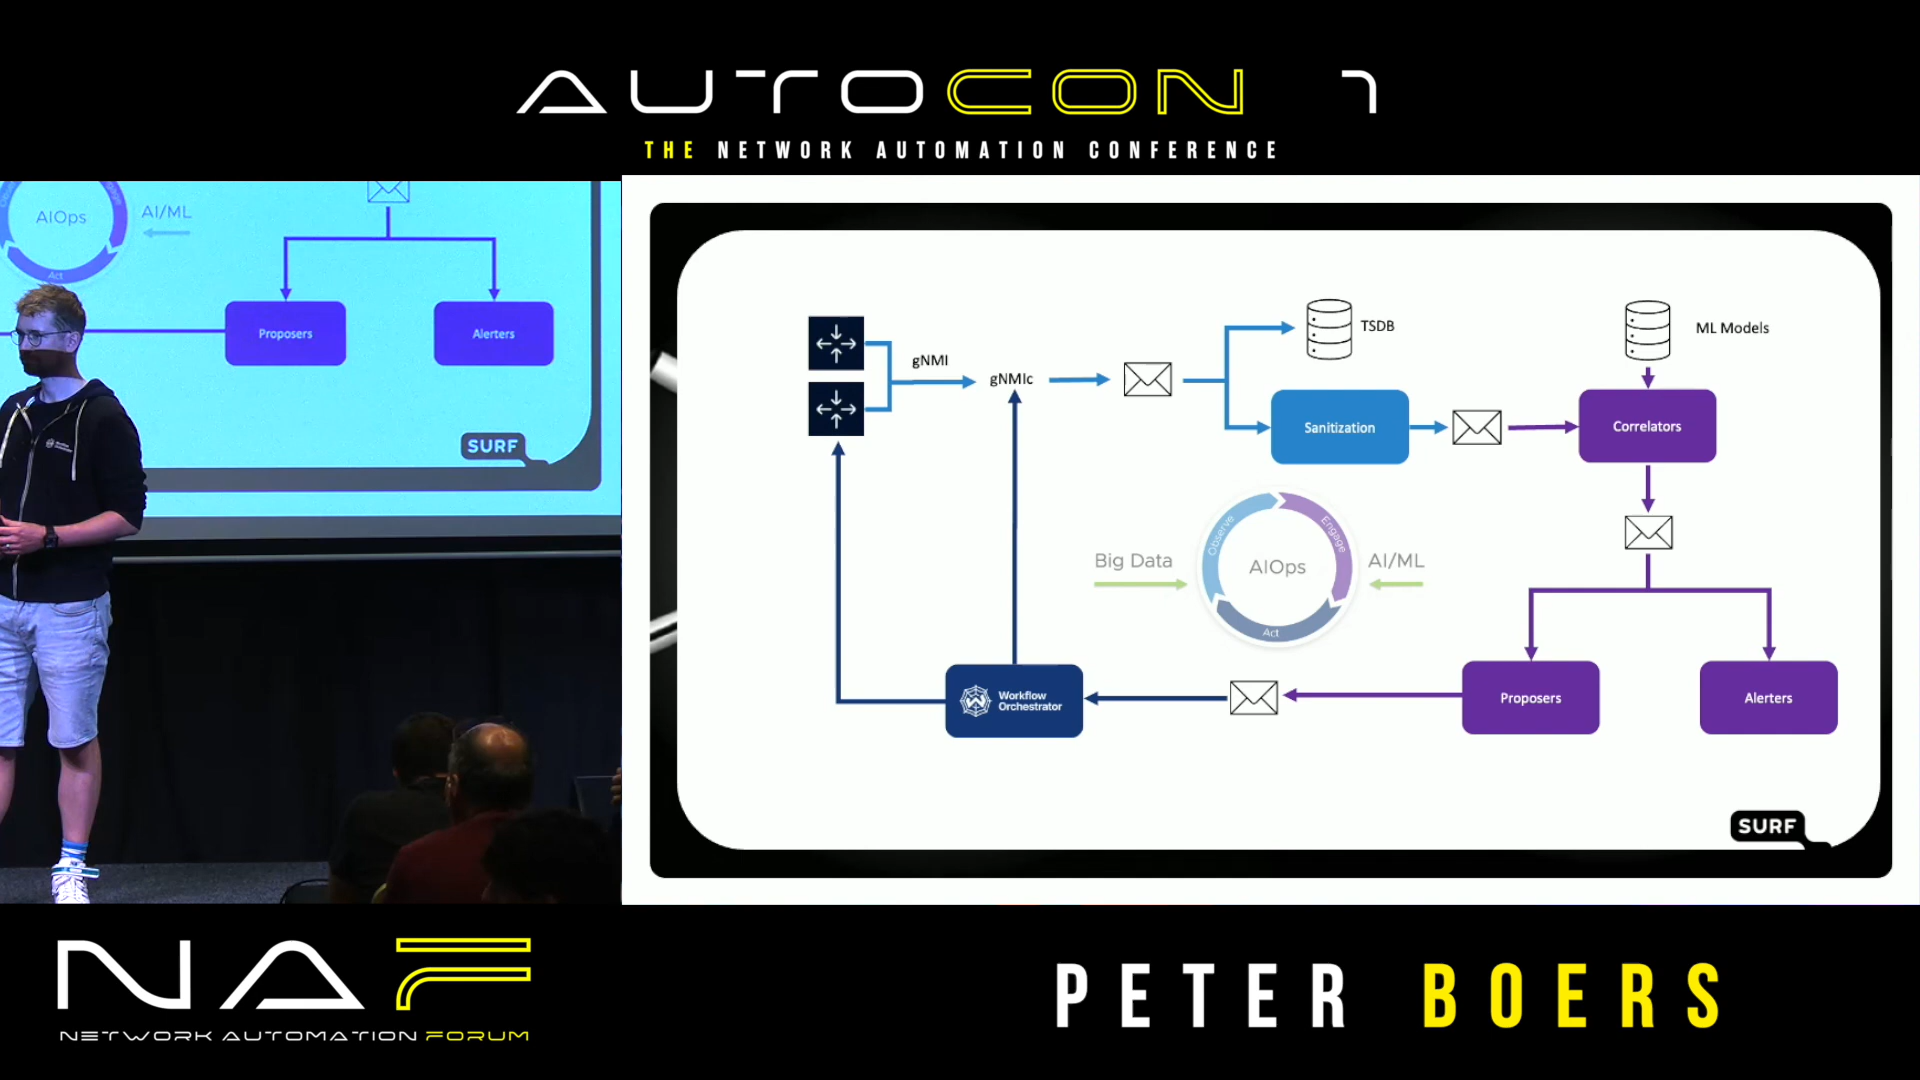 AUTOCON 1
THE NETWORK AUTOMATION CONFERENCE
AIOps
AI/ML
Act
Proposers
Alerters
SURF
gNMI
gNMIc
TSDB
ML Models
Sanitization
Correlators
Observe
Engage
Big Data
AIOps
AI/ML
Act
Workflow
Orchestrator
Proposers
Alerters
SURF
NAF
NETWORK AUTOMATION FORUM
PETER BOERS